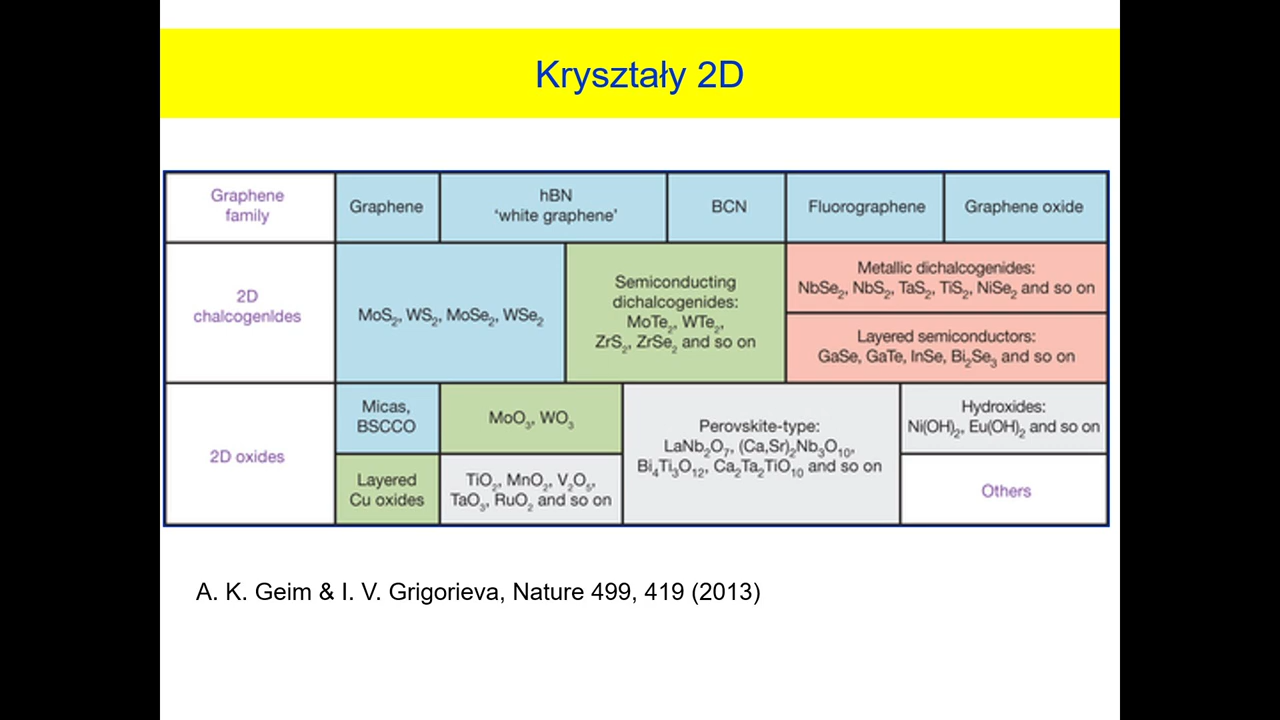 Kryształy 2D
Graphene
family
Graphene
hBN
‘white graphene’
BCN
Fluorographene
Graphene oxide
2D
chalcogenides
MoS₂, WS₂, MoSe₂, WSe₂
Semiconducting
dichalcogenides:
MoTe₂, WTe₂,
ZrS₂, ZrSe₂ and so on
Metallic dichalcogenides:
NbSe₂, NbS₂, TaS₂, TiS₂, NiSe₂ and so on
Layered semiconductors:
GaSe, GaTe, InSe, Bi₂Se₃ and so on
2D oxides
Micas,
BSCCO
MoO₃, WO₃
Perovskite-type:
LaNb₂O₇, (Ca,Sr)₂Nb₃O₁₀,
Bi₄Ti₃O₁₂, Ca₂Ta₂TiO₁₀ and so on
Hydroxides:
Ni(OH)₂, Eu(OH)₂ and so on
Layered
Cu oxides
TiO₂, MnO₂, V₂O₅,
TaO₃, RuO₂ and so on
Others
A. K. Geim & I. V. Grigorieva, Nature 499, 419 (2013)